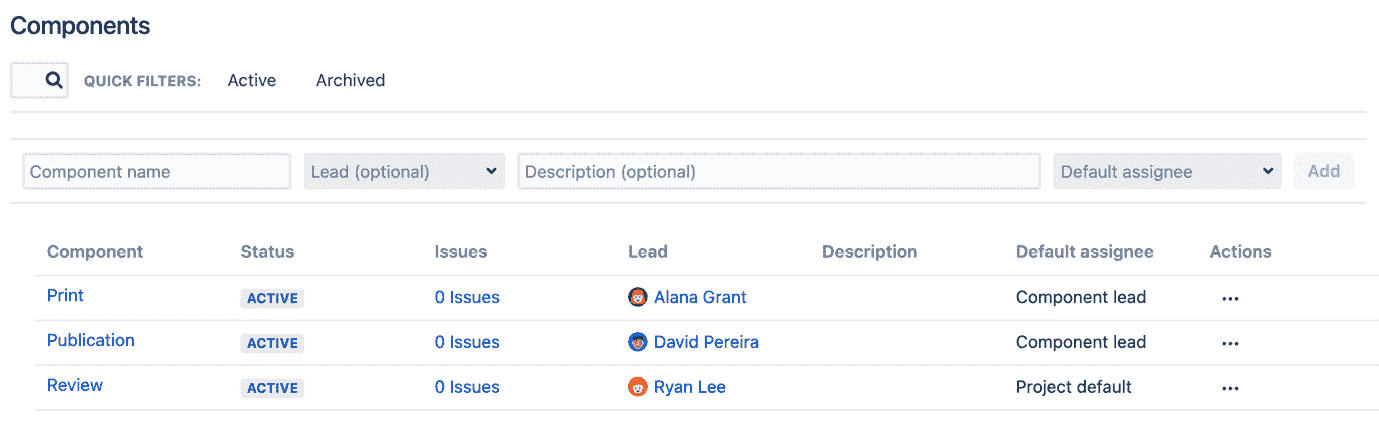 Components
QUICK FILTERS: Active Archived
Component name Lead (optional) Description (optional) Default assignee Add
Component Status Issues Lead Description Default assignee Actions
Print ACTIVE 0 Issues Alana Grant Component lead
Publication ACTIVE 0 Issues David Pereira Component lead
Review ACTIVE 0 Issues Ryan Lee Project default